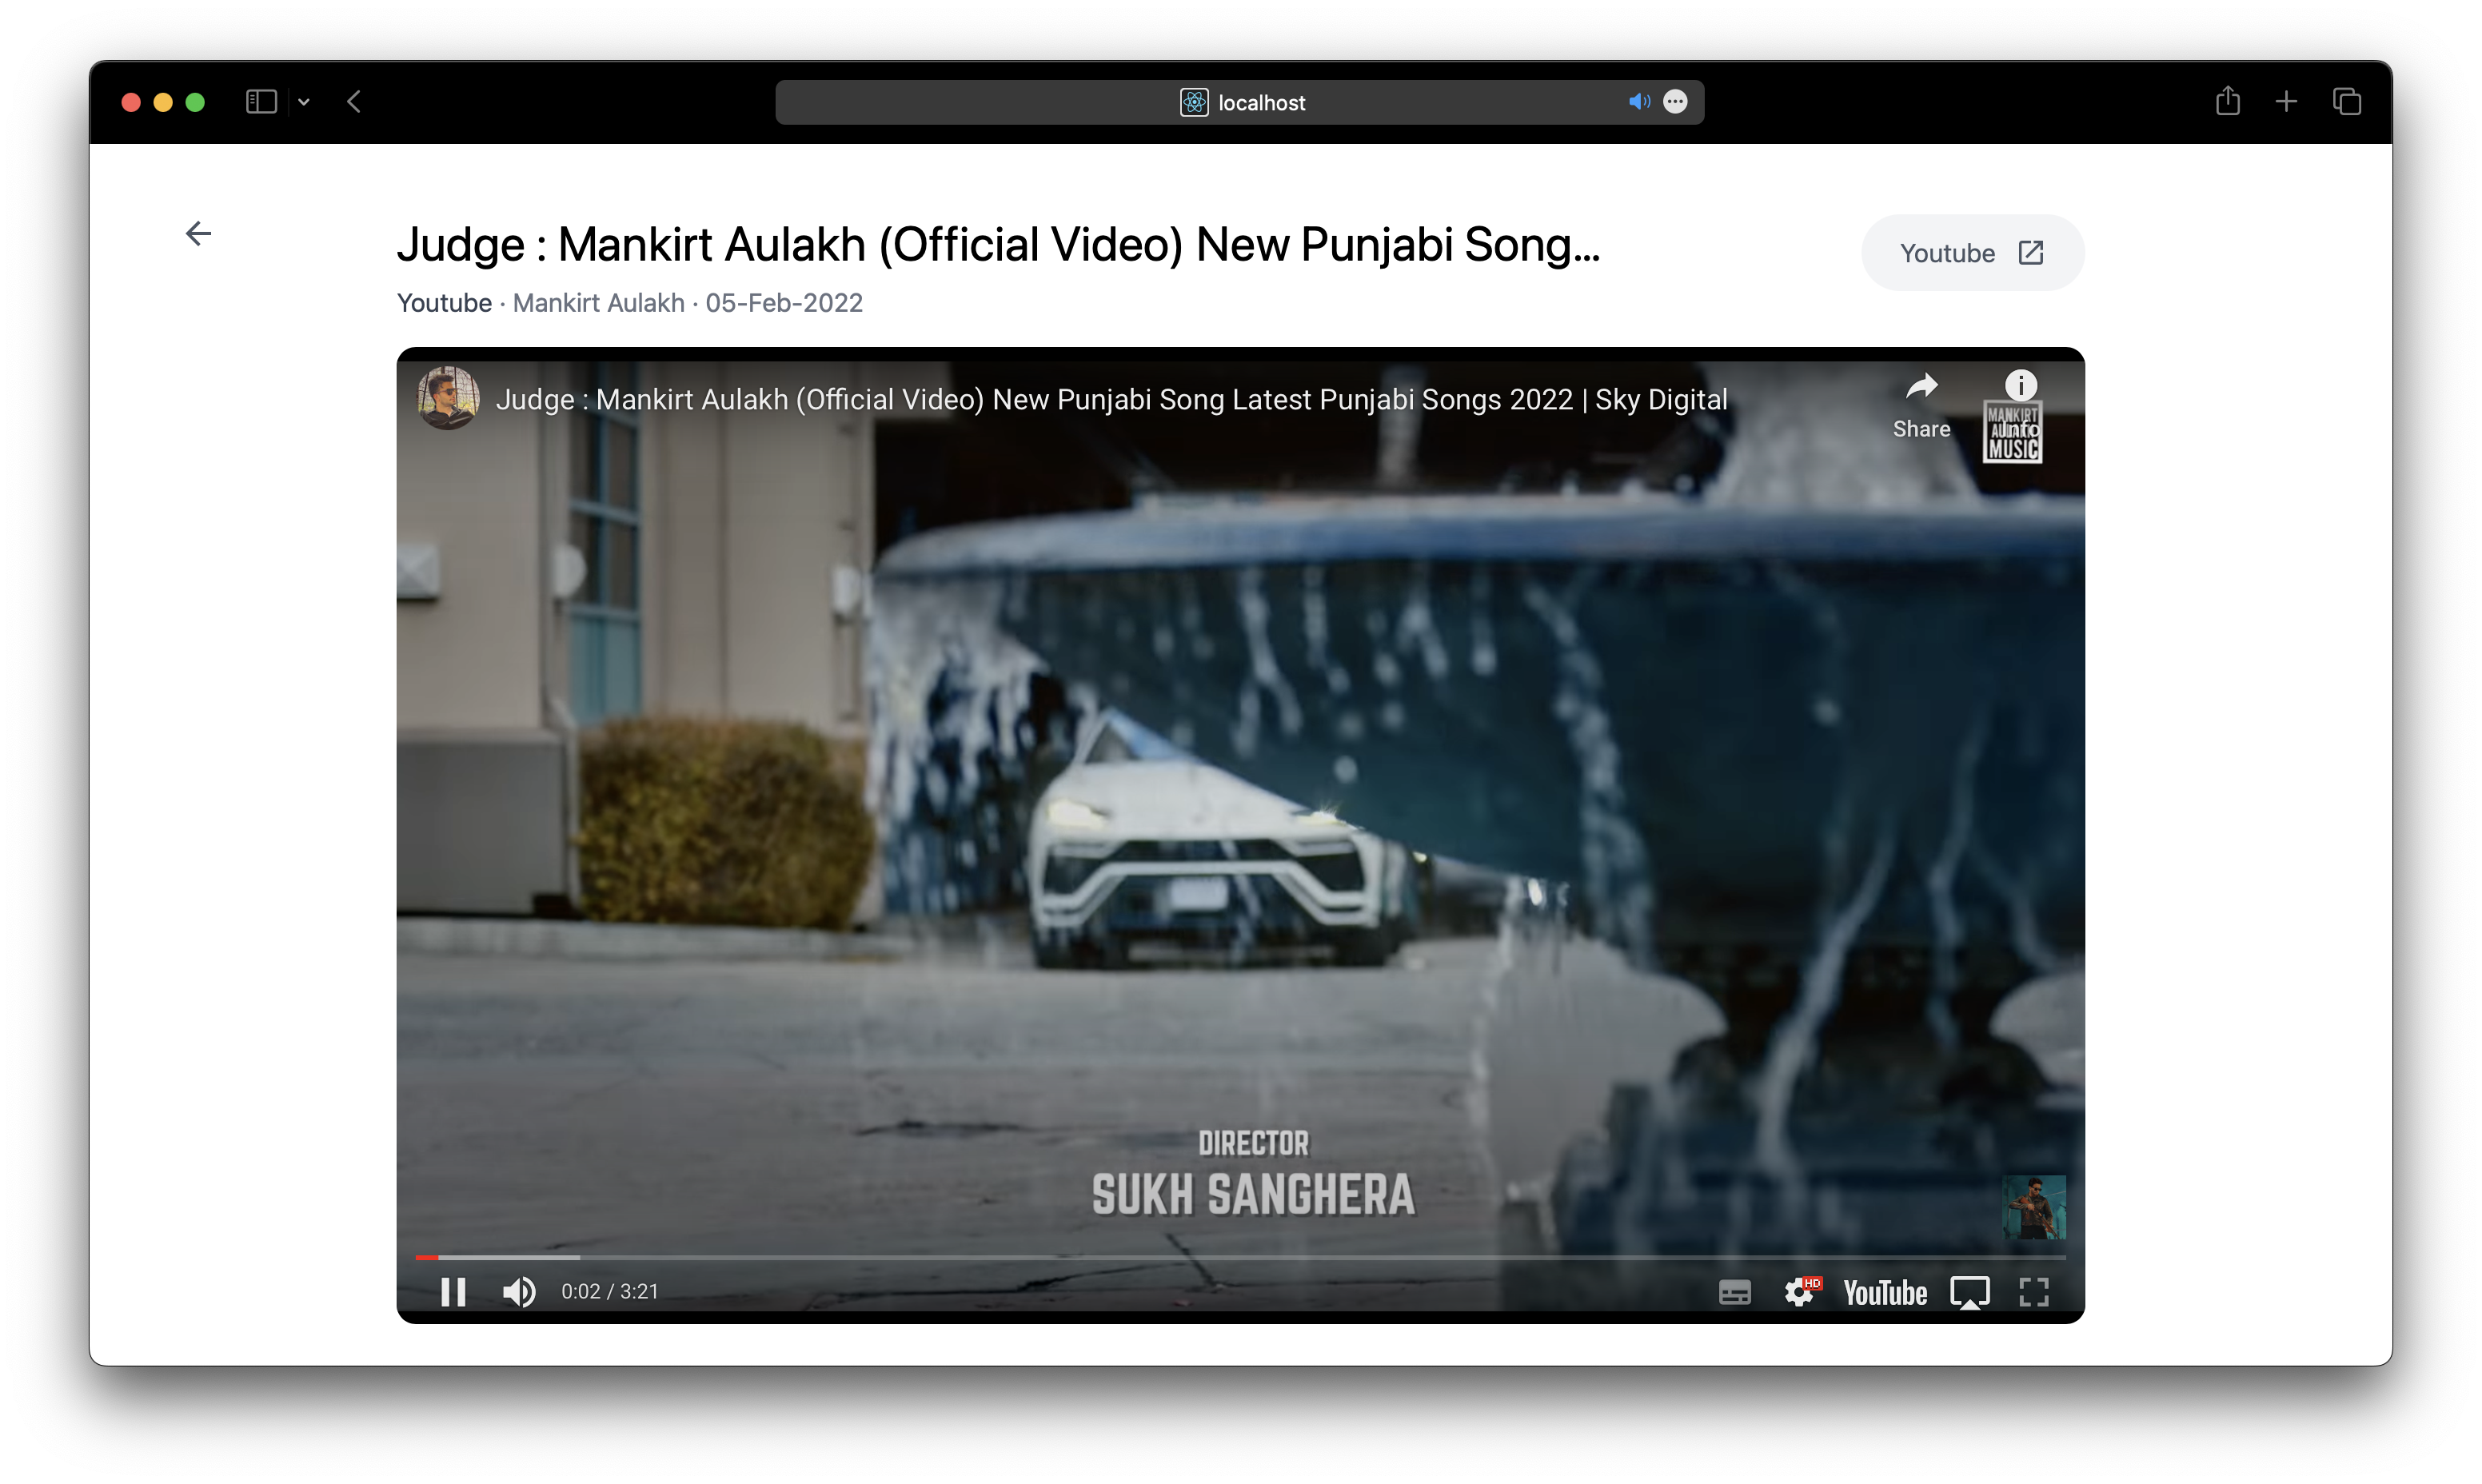 localhost
Judge : Mankirt Aulakh (Official Video) New Punjabi Song...
Youtube
Youtube · Mankirt Aulakh · 05-Feb-2022
Judge : Mankirt Aulakh (Official Video) New Punjabi Song Latest Punjabi Songs 2022 | Sky Digital
Share
Info
MANKIRT
AULAKH
MUSIC
DIRECTOR
SUKH SANGHERA
0:02 / 3:21
HD
YouTube